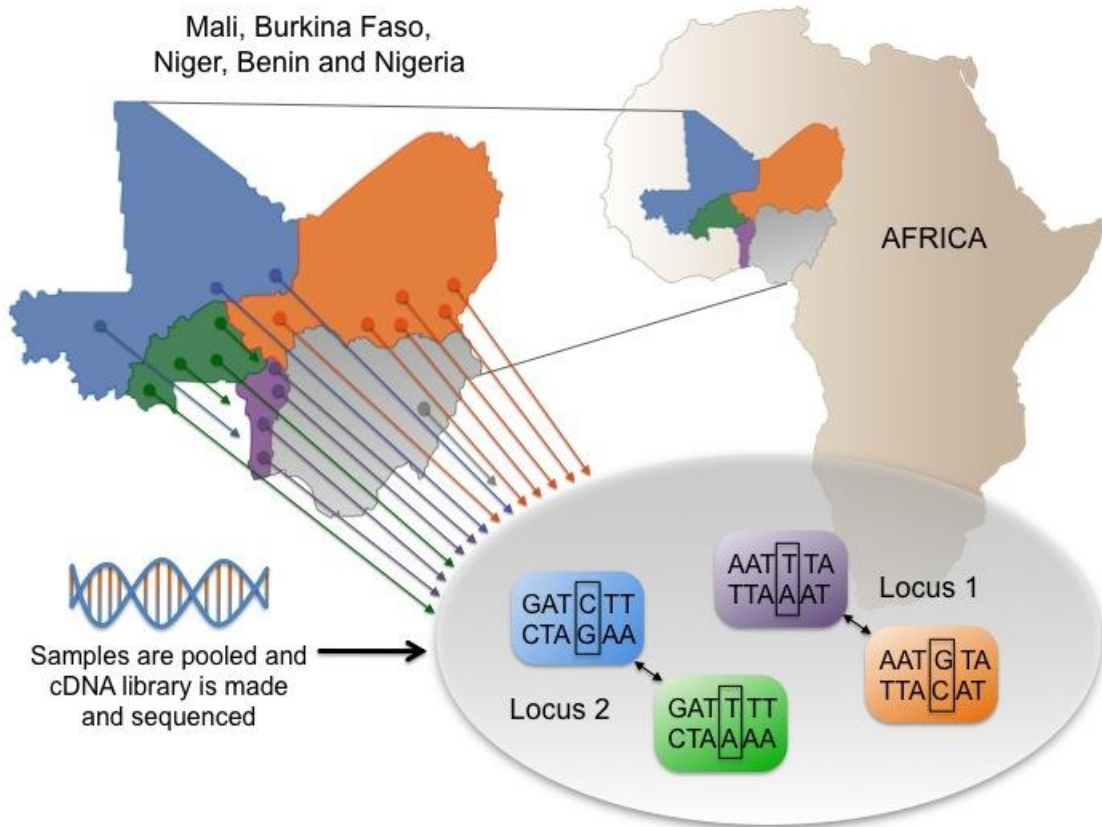 Mali, Burkina Faso,
Niger, Benin and Nigeria
AFRICA
Samples are pooled and
cDNA library is made
and sequenced
GAT C TT
CTA G AA
Locus 2
GAT T TT
CTA A AA
AAT T TA
TTA A AT
Locus 1
AAT G TA
TTA C AT